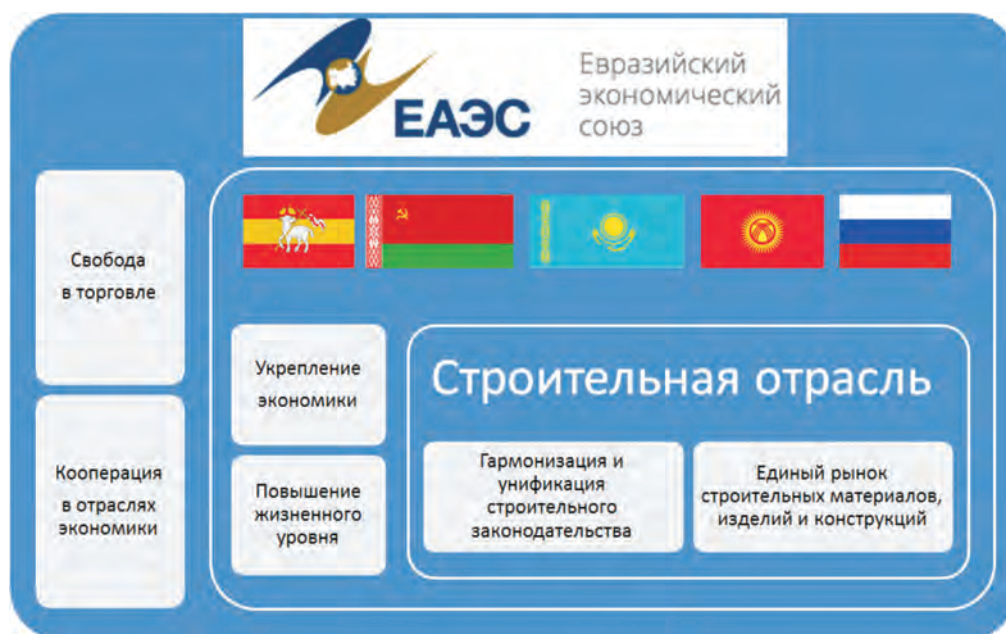 ЕАЭС
Евразийский
экономический
союз
Свобода
в торговле
Кооперация
в отраслях
экономики
Укрепление
экономики
Повышение
жизненного
уровня
Строительная отрасль
Гармонизация и
унификация
строительного
законодательства
Единый рынок
строительных материалов,
изделий и конструкций